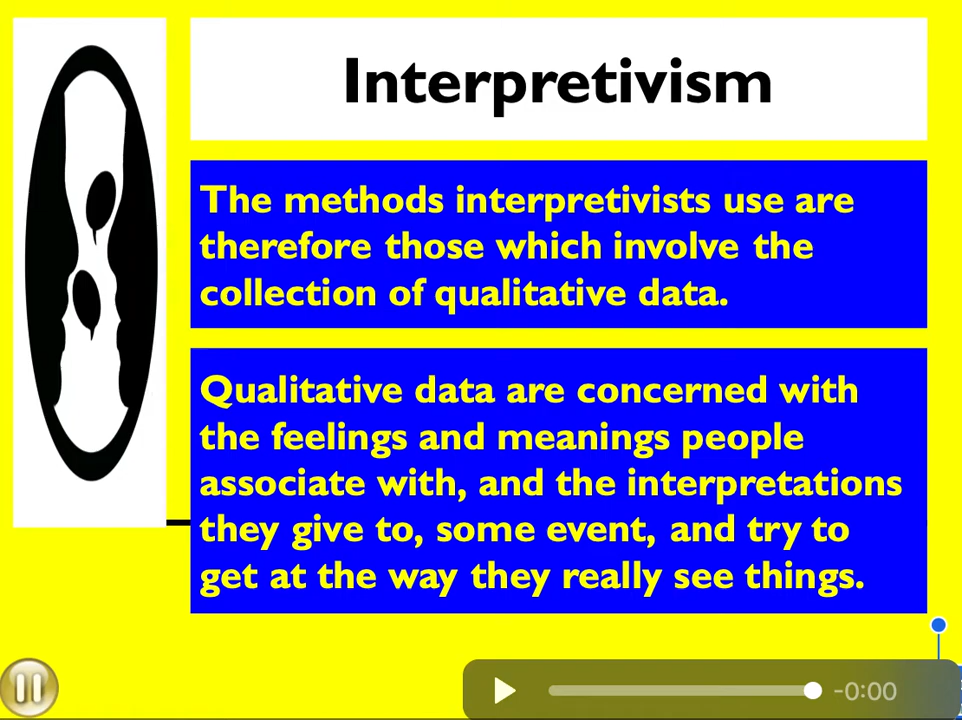 Interpretivism
The methods interpretivists use are
therefore those which involve the
collection of qualitative data.
Qualitative data are concerned with
the feelings and meanings people
associate with, and the interpretations
they give to, some event, and try to
get at the way they really see things.
-0:00